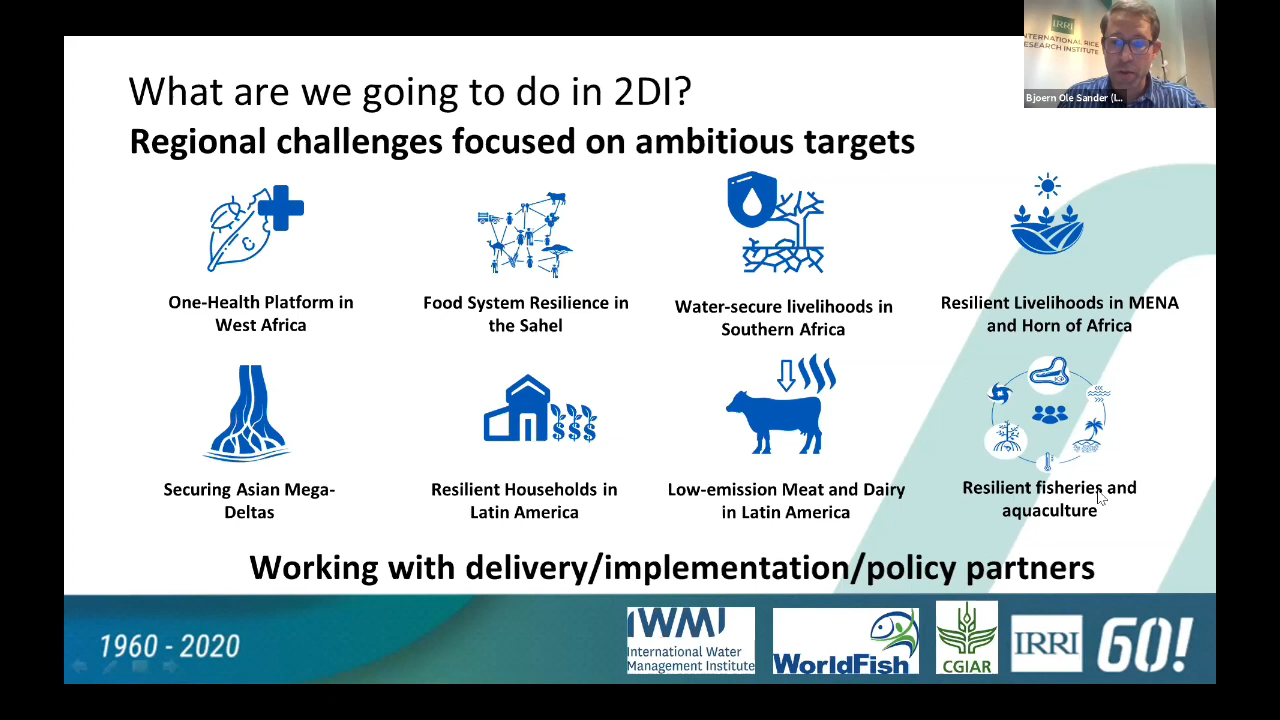 IRRI
INTERNATIONAL RICE
RESEARCH INSTITUTE
Bjoern Ole Sander (L..
What are we going to do in 2DI?
Regional challenges focused on ambitious targets
One-Health Platform in
West Africa
Food System Resilience in
the Sahel
Water-secure livelihoods in
Southern Africa
Resilient Livelihoods in MENA
and Horn of Africa
Securing Asian Mega-
Deltas
$ $ $
Resilient Households in
Latin America
Low-emission Meat and Dairy
in Latin America
Resilient fisheries and
aquaculture
Working with delivery/implementation/policy partners
1960 - 2020
IWMI
International Water
Management Institute
WorldFish
CGIAR
IRRI
60!